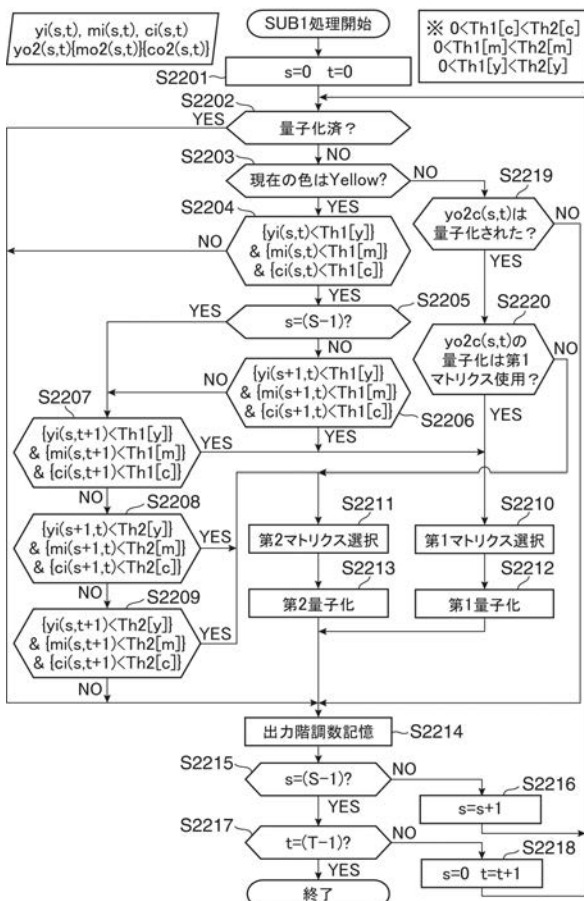 yi(s,t), mi(s,t), ci(s,t)
yo2(s,t){mo2(s,t)}{co2(s,t)}
SUB1処理開始
※ 0<Th1[c]<Th2[c]
0<Th1[m]<Th2[m]
0<Th1[y]<Th2[y]
S2201
s=0 t=0
S2202
YES
量子化済?
NO
S2203
現在の色はYellow?
NO
YES
S2219
yo2c(s,t)は
量子化された?
NO
YES
S2204
{yi(s,t)<Th1[y]}
& {mi(s,t)<Th1[m]}
& {ci(s,t)<Th1[c]}
NO
YES
S2205
YES
s=(S-1)?
NO
S2220
yo2c(s,t)の
量子化は第1
マトリクス使用?
NO
YES
{yi(s+1,t)<Th1[y]}
& {mi(s+1,t)<Th1[m]}
& {ci(s+1,t)<Th1[c]}
NO
S2206
YES
S2207
{yi(s,t+1)<Th1[y]}
& {mi(s,t+1)<Th1[m]}
& {ci(s,t+1)<Th1[c]}
YES
NO
S2208
{yi(s+1,t)<Th2[y]}
& {mi(s+1,t)<Th2[m]}
& {ci(s+1,t)<Th2[c]}
YES
NO
S2209
{yi(s,t+1)<Th2[y]}
& {mi(s,t+1)<Th2[m]}
& {ci(s,t+1)<Th2[c]}
YES
NO
S2211
第2マトリクス選択
S2210
第1マトリクス選択
S2213
第2量子化
S2212
第1量子化
出力階調数記憶
S2214
S2215
s=(S-1)?
NO
YES
S2216
s=s+1
S2217
t=(T-1)?
NO
YES
S2218
s=0 t=t+1
終了